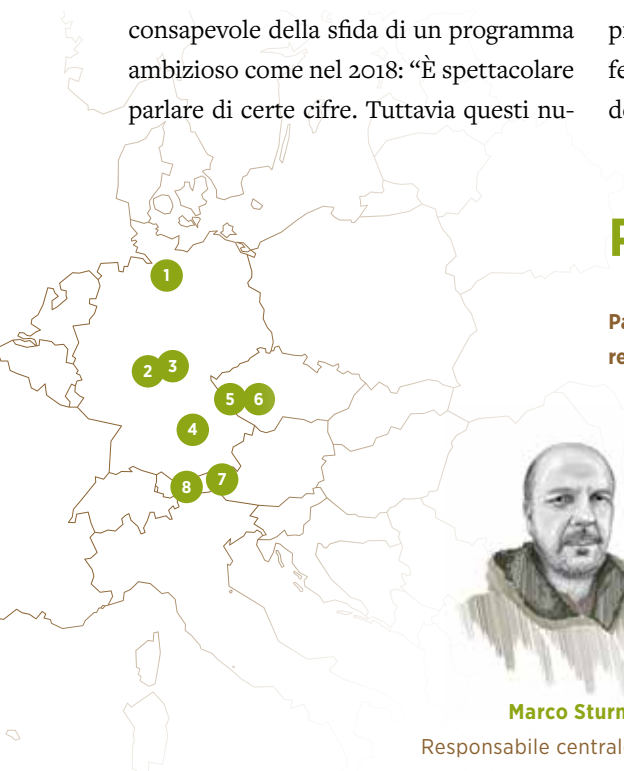 consapevole della sfida di un programma
ambizioso come nel 2018: “È spettacolare
parlare di certe cifre. Tuttavia questi nu-
1
2
3
5
6
4
7
8
Marco Sturn
Responsabile central